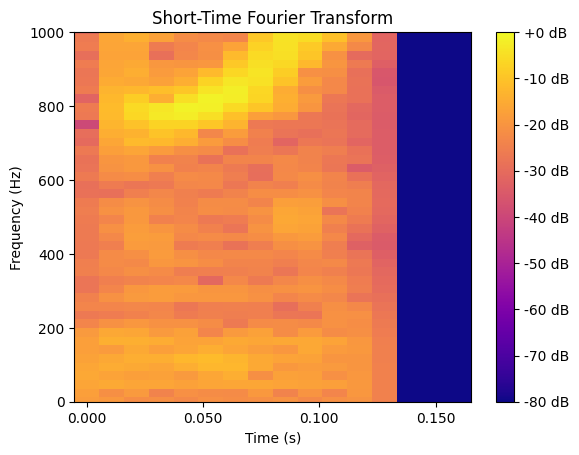 Short-Time Fourier Transform
Frequency (Hz)
1000
800
600
400
200
0
0.000
0.050
0.100
0.150
Time (s)
+0 dB
-10 dB
-20 dB
-30 dB
-40 dB
-50 dB
-60 dB
-70 dB
-80 dB